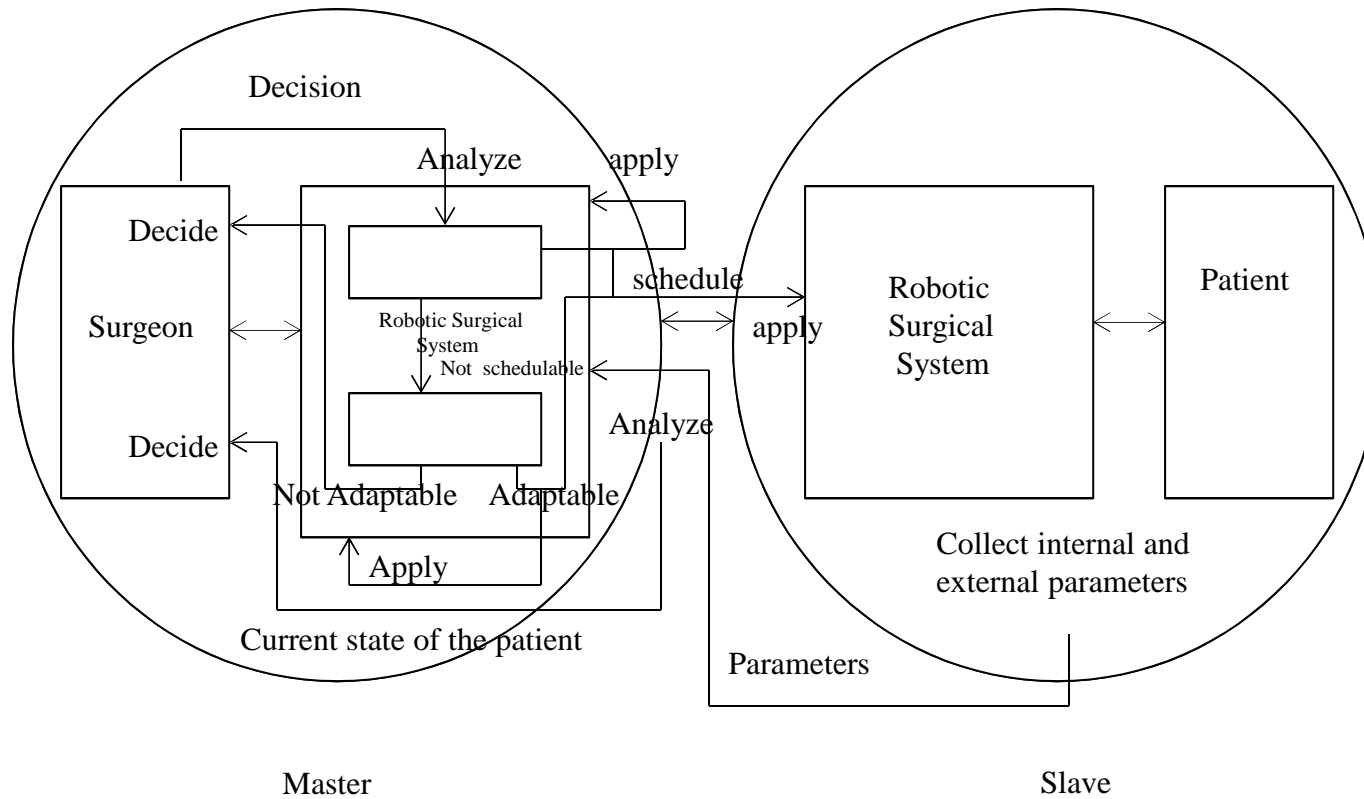 Decision
Analyze
apply
Decide
schedule
Robotic
Surgical
System
Patient
Surgeon
Robotic Surgical
System
apply
Not schedulable
Decide
Analyze
Not Adaptable
Adaptable
Collect internal and
external parameters
Apply
Current state of the patient
Parameters
Master
Slave